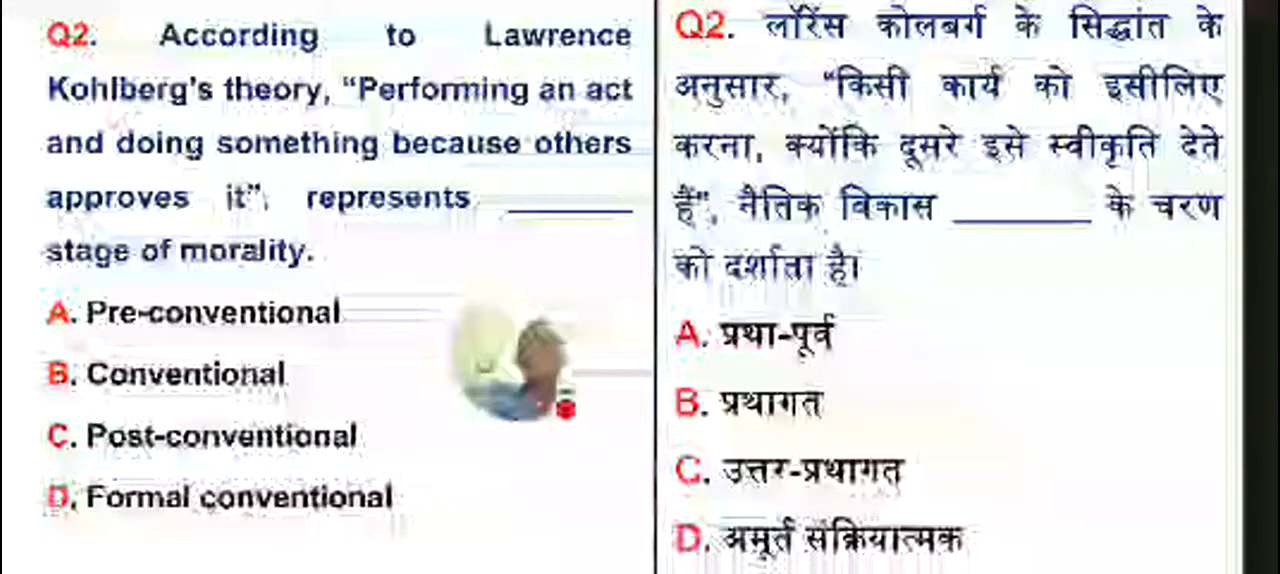 Q2. According to Lawrence
Kohlberg's theory, “Performing an act
and doing something because others
approves it”, represents ________
stage of morality.
A. Pre-conventional
B. Conventional
C. Post-conventional
D. Formal conventional
Q2. लॉरेंस कोलबर्ग के सिद्धांत के
अनुसार, “किसी कार्य को इसीलिए
करना, क्योंकि दूसरे इसे स्वीकृति देते
हैं”, नैतिक विकास ________ के चरण
को दर्शाता है।
A. प्रथा-पूर्व
B. प्रथागत
C. उत्तर-प्रथागत
D. अमूर्त संक्रियात्मक